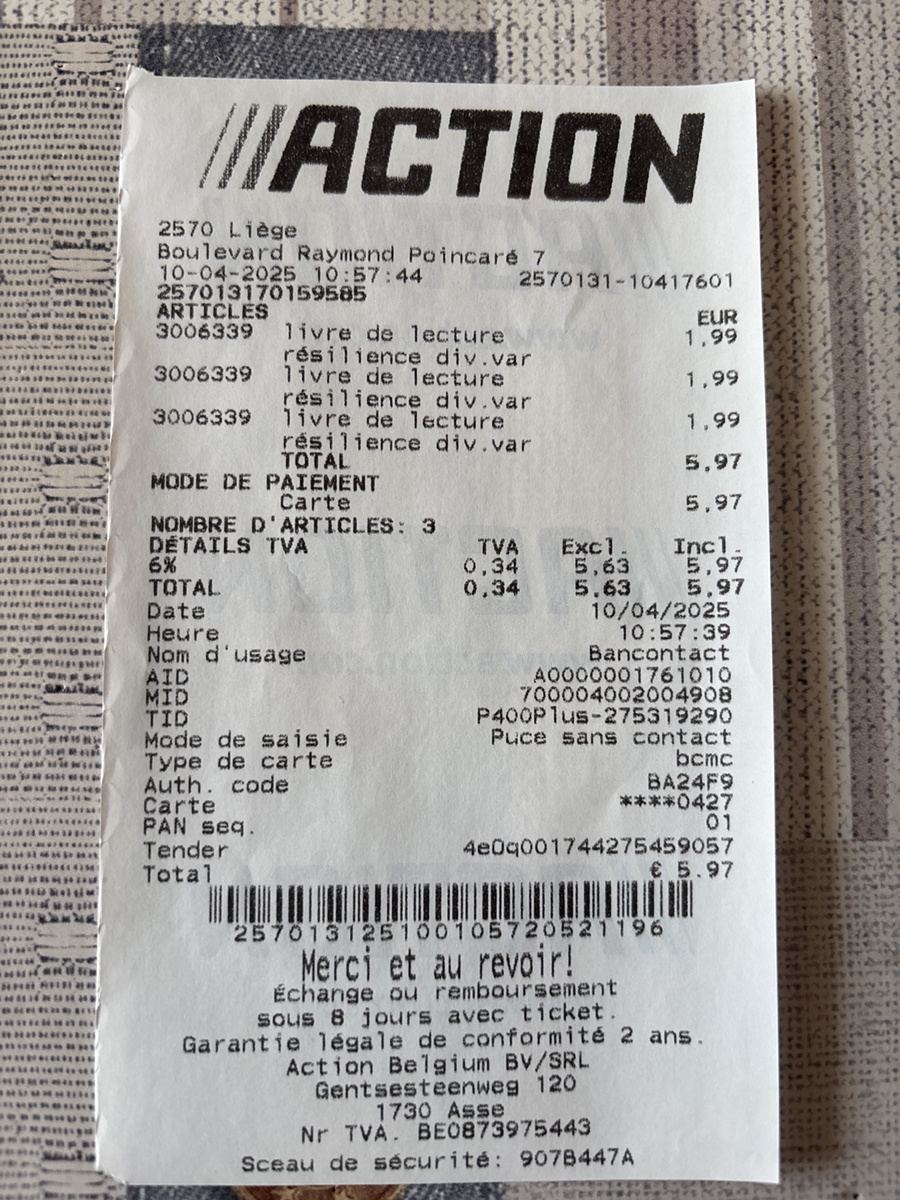 ACTION
2570 Liège
Boulevard Raymond Poincaré 7
10-04-2025 10:57:44 2570131-10417601
257013170159585
ARTICLES EUR
3006339 livre de lecture 1,99
résilience div.var
3006339 livre de lecture 1,99
résilience div.var
3006339 livre de lecture 1,99
résilience div.var
TOTAL 5,97
MODE DE PAIEMENT
Carte 5,97
NOMBRE D'ARTICLES: 3
DÉTAILS TVA TVA Excl. Incl.
6% 0,34 5,63 5,97
TOTAL 0,34 5,63 5,97
Date 10/04/2025
Heure 10:57:39
Nom d'usage Bancontact
AID A0000001761010
MID 700004002004908
TID P400Plus-275319290
Mode de saisie Puce sans contact
Type de carte bcmc
Auth. code BA24F9
Carte ****0427
PAN seq. 01
Tender 4e0q001744275459057
Total € 5.97
257013125100105720521196
Merci et au revoir!
Échange ou remboursement
sous 8 jours avec ticket.
Garantie légale de conformité 2 ans.
Action Belgium BV/SRL
Gentsesteenweg 120
1730 Asse
Nr TVA. BE0873975443
Sceau de sécurité: 907B447A